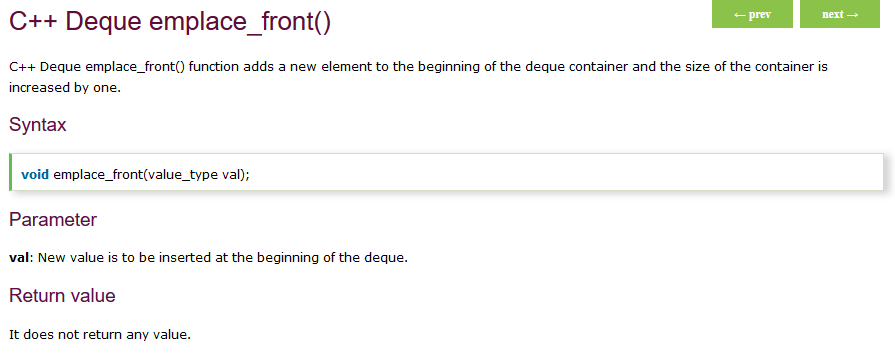 C++ Deque emplace_front()
← prev
next →
C++ Deque emplace_front() function adds a new element to the beginning of the deque container and the size of the container is
increased by one.
Syntax
void emplace_front(value_type val);
Parameter
val: New value is to be inserted at the beginning of the deque.
Return value
It does not return any value.